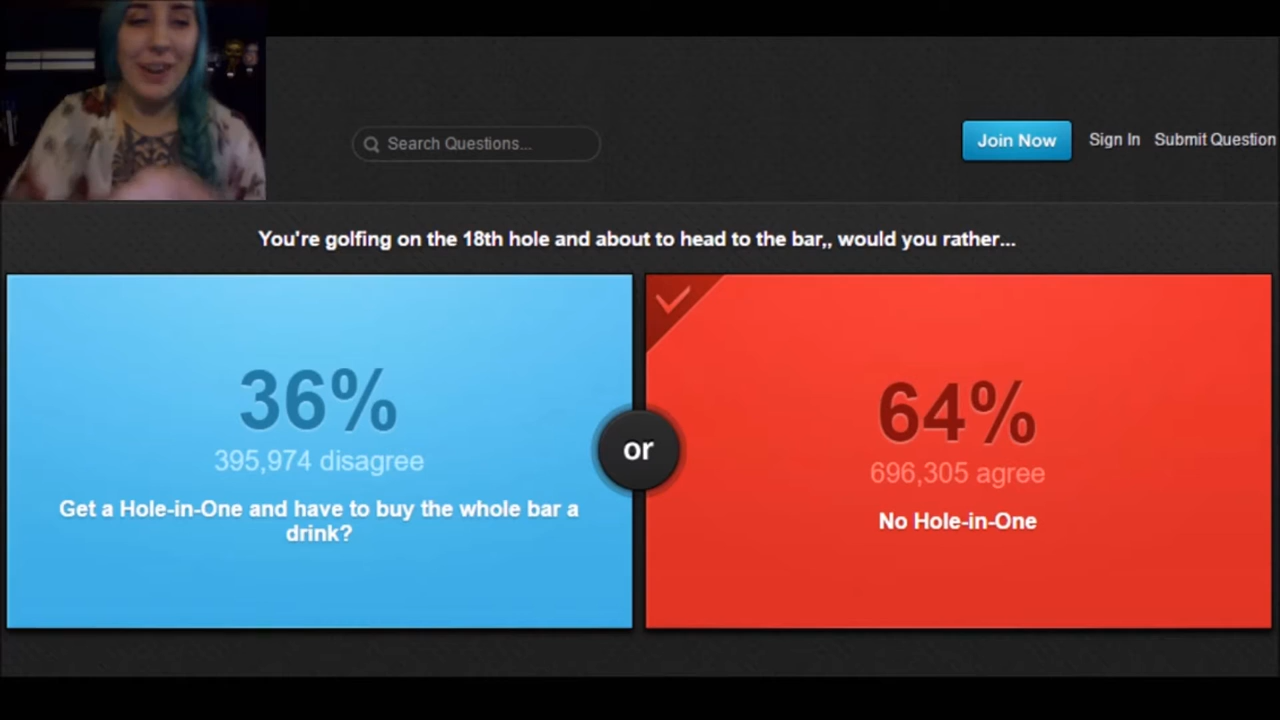 Search Questions...
Join Now
Sign In
Submit Question
You're golfing on the 18th hole and about to head to the bar,, would you rather...
36%
395,974 disagree
Get a Hole-in-One and have to buy the whole bar a
drink?
or
64%
696,305 agree
No Hole-in-One